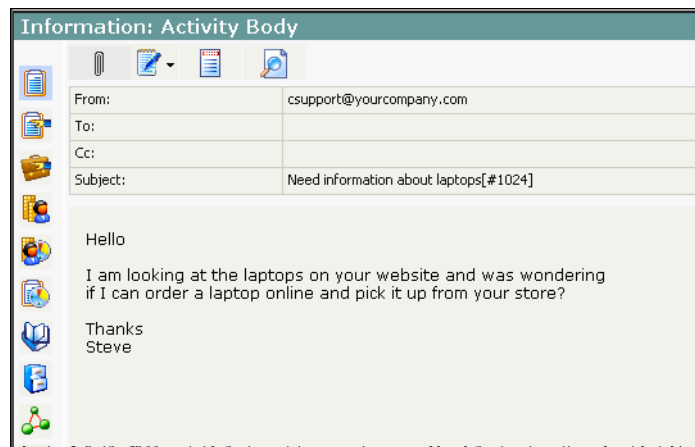 Information: Activity Body
From: csupport@yourcompany.com
To:
Cc:
Subject: Need information about laptops[#1024]
Hello
I am looking at the laptops on your website and was wondering
if I can order a laptop online and pick it up from your store?
Thanks
Steve